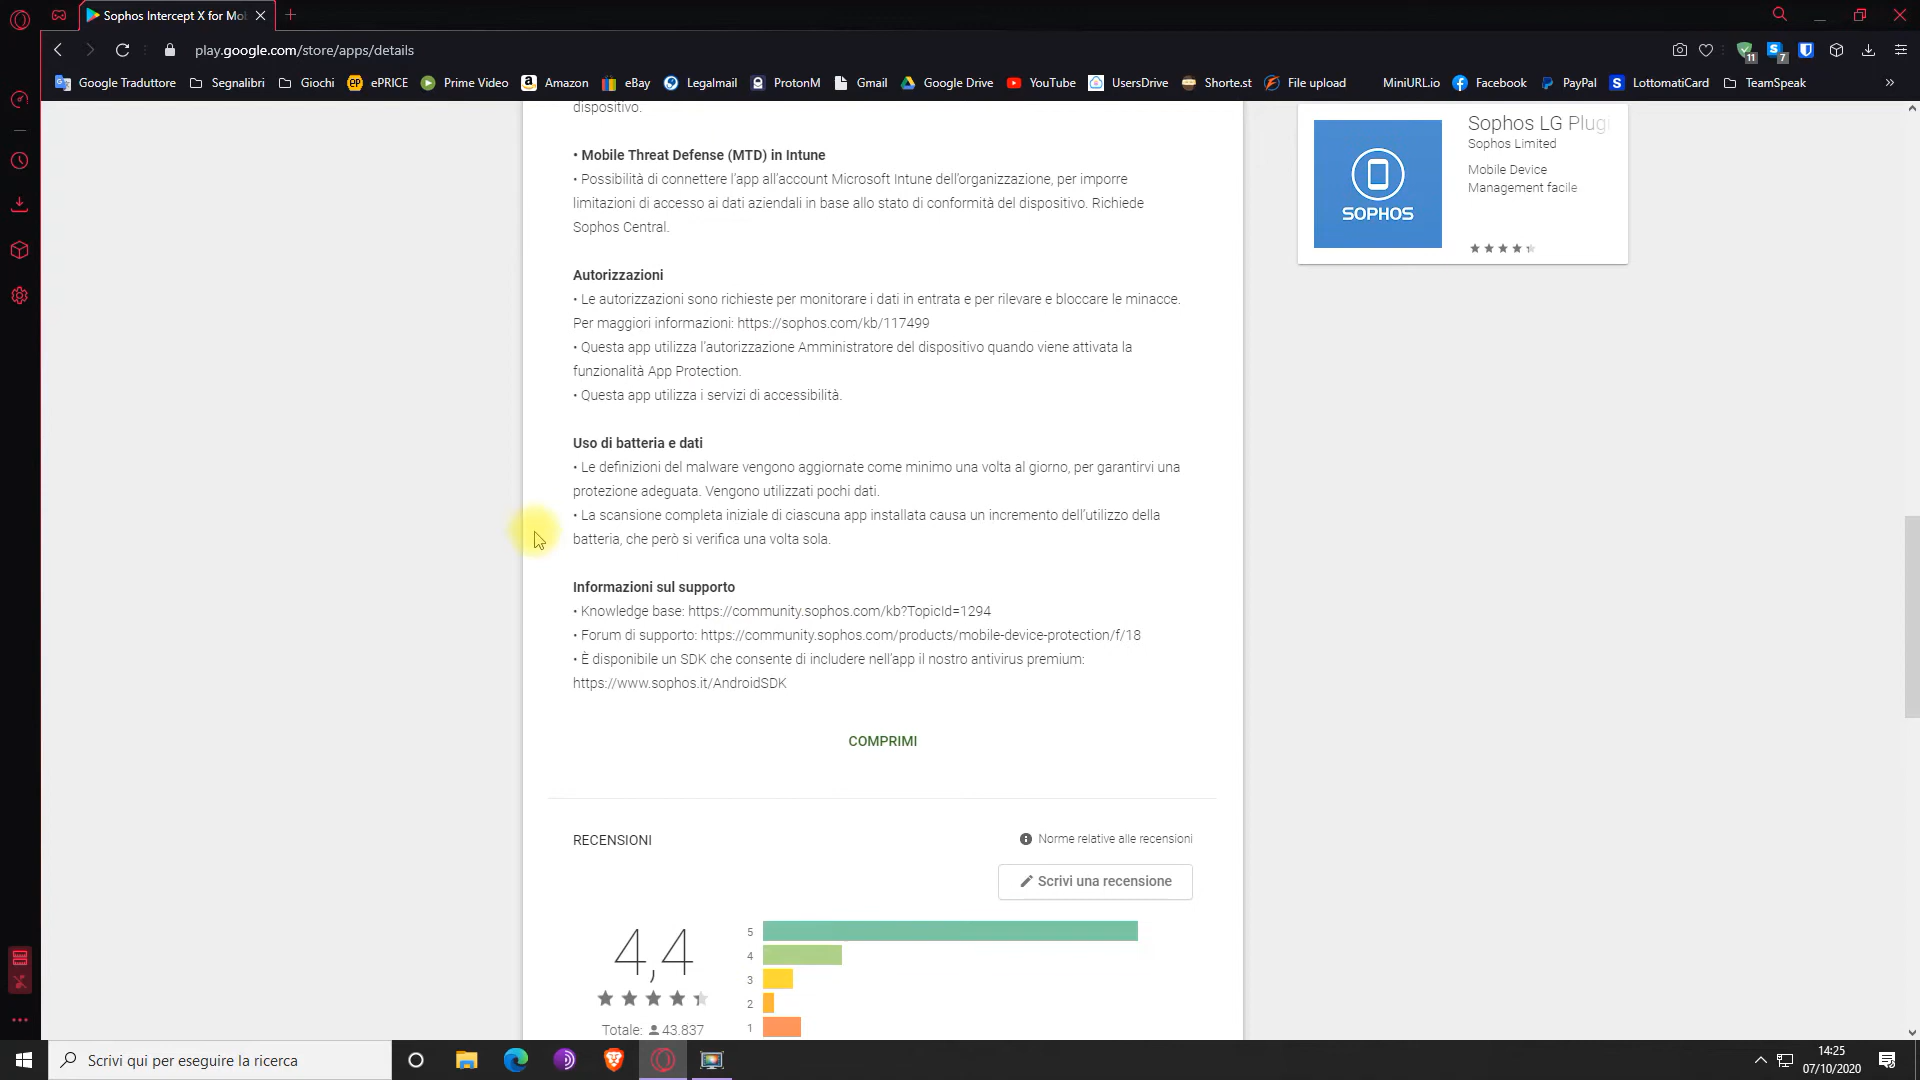 Sophos Intercept X for Mo
play.google.com/store/apps/details
11
7
Google Traduttore
Segnalibri
Giochi
ePRICE
Prime Video
Amazon
eBay
Legalmail
ProtonM
Gmail
Google Drive
YouTube
UsersDrive
Shorte.st
File upload
MiniURL.io
Facebook
PayPal
LottomatiCard
TeamSpeak
»
dispositivo.
• Mobile Threat Defense (MTD) in Intune
• Possibilità di connettere l'app all'account Microsoft Intune dell'organizzazione, per imporre
limitazioni di accesso ai dati aziendali in base allo stato di conformità del dispositivo. Richiede
Sophos Central.
Autorizzazioni
• Le autorizzazioni sono richieste per monitorare i dati in entrata e per rilevare e bloccare le minacce.
Per maggiori informazioni: https://sophos.com/kb/117499
• Questa app utilizza l'autorizzazione Amministratore del dispositivo quando viene attivata la
funzionalità App Protection.
• Questa app utilizza i servizi di accessibilità.
Uso di batteria e dati
• Le definizioni del malware vengono aggiornate come minimo una volta al giorno, per garantirvi una
protezione adeguata. Vengono utilizzati pochi dati.
• La scansione completa iniziale di ciascuna app installata causa un incremento dell'utilizzo della
batteria, che però si verifica una volta sola.
Informazioni sul supporto
• Knowledge base: https://community.sophos.com/kb?TopicId=1294
• Forum di supporto: https://community.sophos.com/products/mobile-device-protection/f/18
• È disponibile un SDK che consente di includere nell'app il nostro antivirus premium:
https://www.sophos.it/AndroidSDK
COMPRIMI
RECENSIONI
Norme relative alle recensioni
Scrivi una recensione
4,4
Totale: 43.837
5
4
3
2
1
SOPHOS
Sophos LG Plugi
Sophos Limited
Mobile Device
Management facile
Scrivi qui per eseguire la ricerca
14:25
07/10/2020